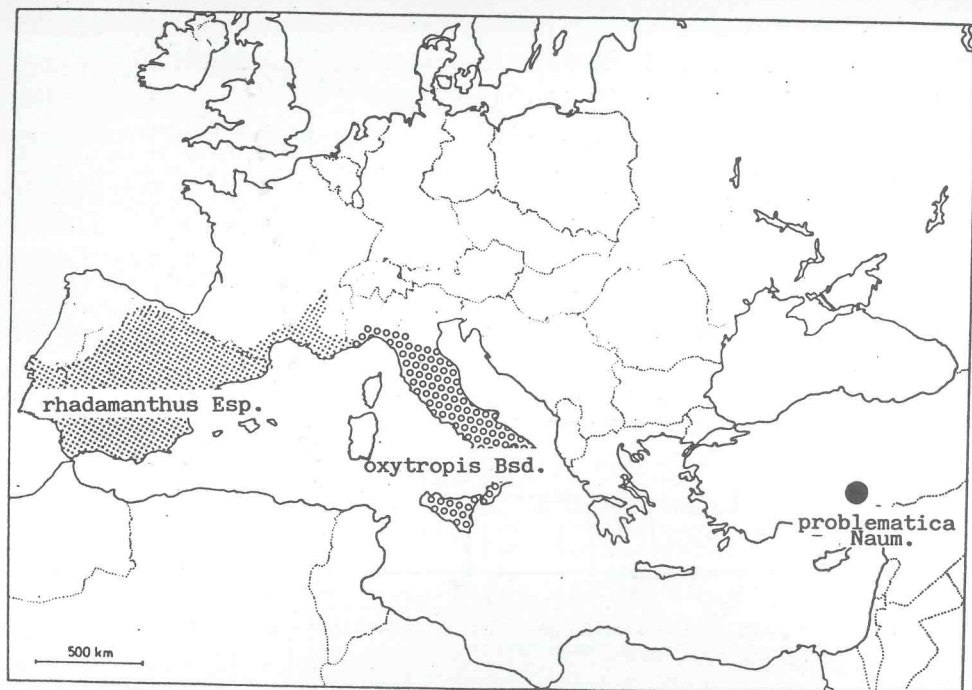 rhadamanthus Esp.
oxytropis Bsd.
problematica
Naum.
500 km